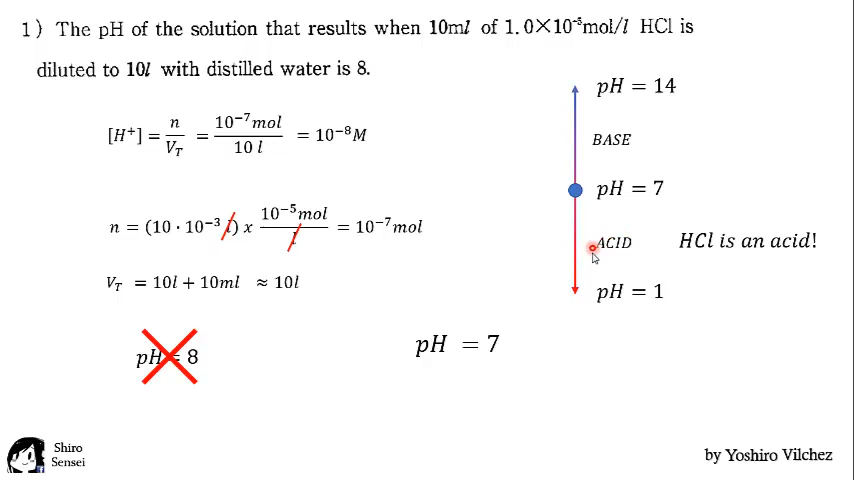 1) The pH of the solution that results when 10ml of 1.0×10⁻⁵mol/l HCl is
diluted to 10l with distilled water is 8.
pH = 14
[H⁺] = n/V_T = 10⁻⁷mol/10 l = 10⁻⁸M
BASE
pH = 7
n = (10 · 10⁻³ l) x 10⁻⁵mol/l = 10⁻⁷mol
ACID
HCl is an acid!
V_T = 10l + 10ml ≈ 10l
pH = 1
pH = 8
pH = 7
Shiro
Sensei
by Yoshiro Vilchez